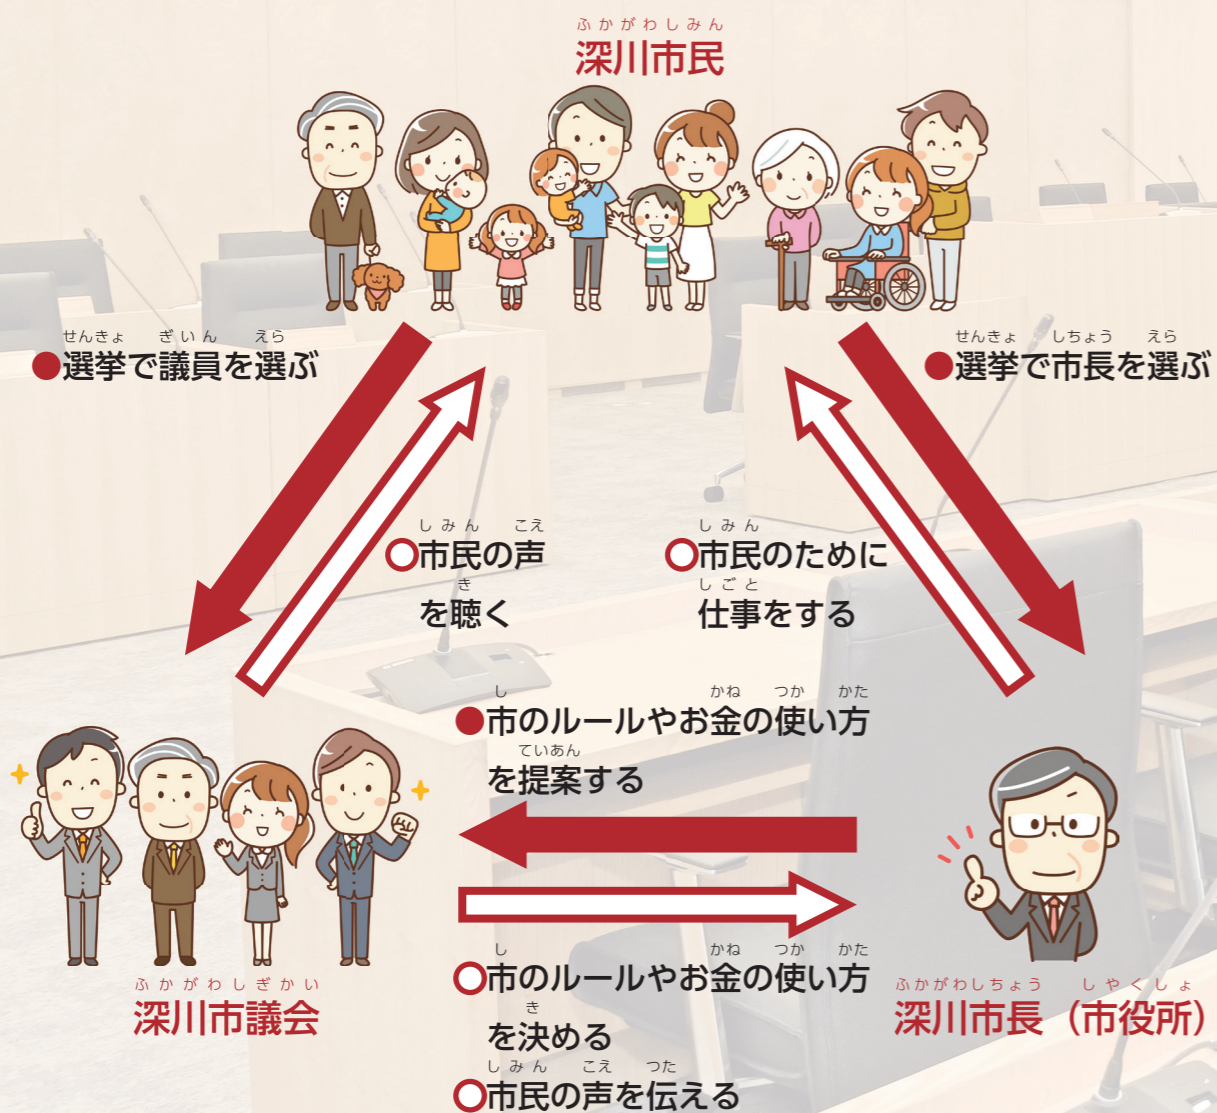 ふかがわしみん
深川市民
せんきょ ぎいん えら
●選挙で議員を選ぶ
せんきょ しちょう えら
●選挙で市長を選ぶ
しみん こえ
○市民の声
き
を聴く
しみん
○市民のために
しごと
仕事をする
し かね つか かた
●市のルールやお金の使い方
ていあん
を提案する
し かね つか かた
○市のルールやお金の使い方
き
を決める
しみん こえ つた
○市民の声を伝える
ふかがわしぎかい
深川市議会
ふかがわしちょう しやくしょ
深川市長（市役所）